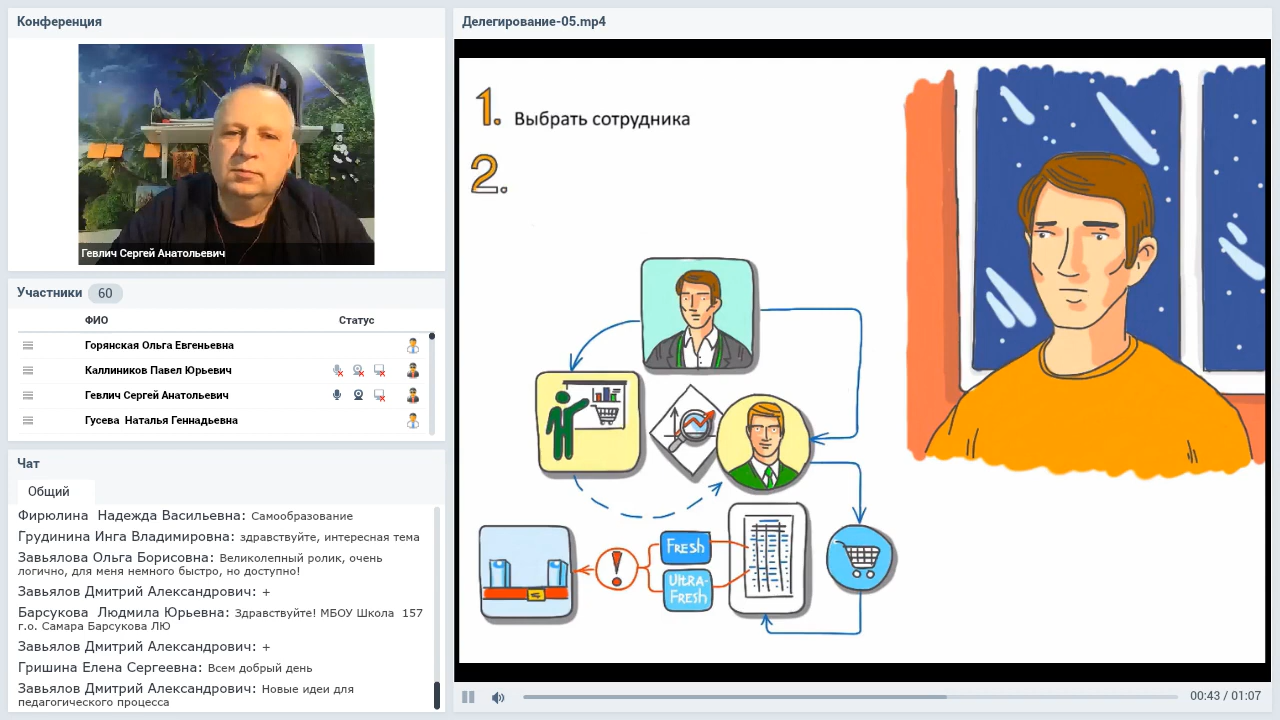 Конференция
Гевлич Сергей Анатольевич
Участники 60
ФИО Статус
Горянская Ольга Евгеньевна
Каллиников Павел Юрьевич
Гевлич Сергей Анатольевич
Гусева Наталья Геннадьевна
Чат
Общий
Фирюлина Надежда Васильевна: Самообразование
Грудинина Инга Владимировна: здравствуйте, интересная тема
Завьялова Ольга Борисовна: Великолепный ролик, очень
логично, для меня немного быстро, но доступно!
Завьялов Дмитрий Александрович: +
Барсукова Людмила Юрьевна: Здравствуйте! МБОУ Школа 157
г.о. Самара Барсукова ЛЮ
Завьялов Дмитрий Александрович: +
Гришина Елена Сергеевна: Всем добрый день
Завьялов Дмитрий Александрович: Новые идеи для
педагогического процесса
Делегирование-05.mp4
1. Выбрать сотрудника
2.
!
FRESH
ULTRA-
FRESH
00:43 / 01:07